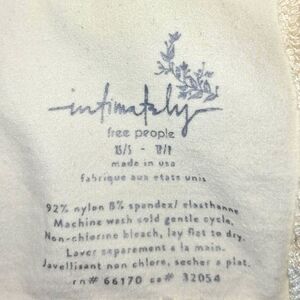 intimately
free people
XS/S - TP/P
made in usa
fabrique aux etats unis
92% nylon 8% spandex/ elasthanne
Machine wash cold gentle cycle,
Non-chlorine bleach, lay flat to dry.
Laver separement a la main.
Javellisant non chlore, secher a plat.
rn# 66170 ca# 32054